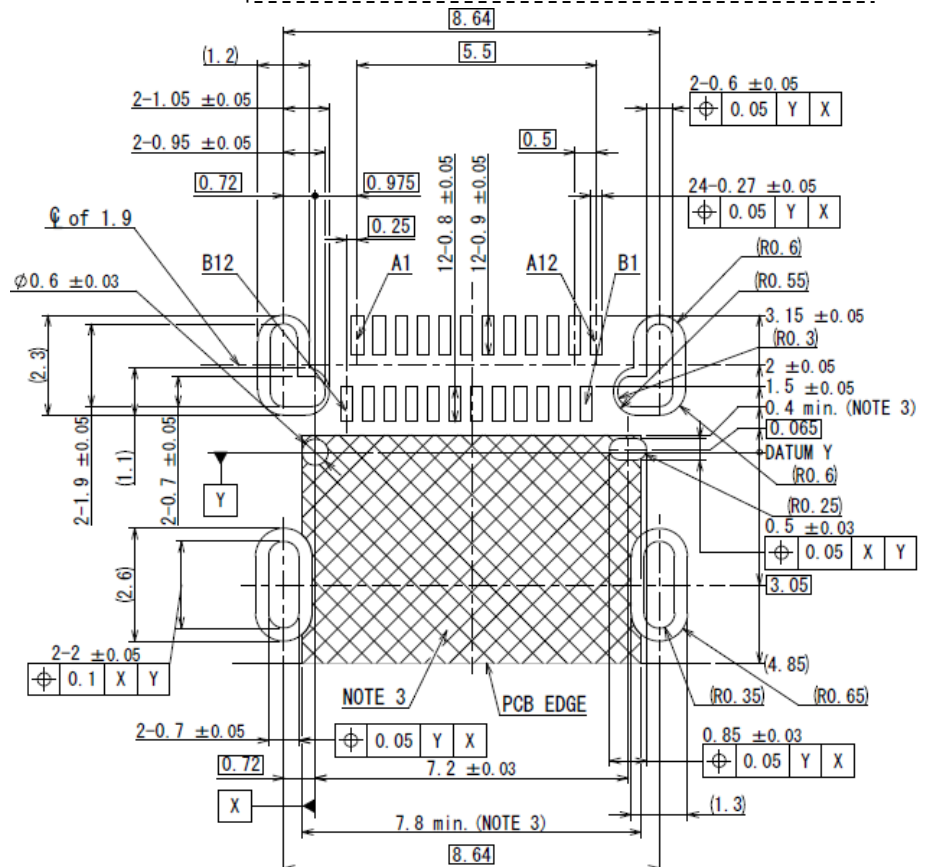 8.64
(1.2)
5.5
2-1.05 ±0.05
2-0.6 ±0.05
⌖ 0.05 Y X
2-0.95 ±0.05
0.5
0.72
0.975
24-0.27 ±0.05
⌖ 0.05 Y X
℄ of 1.9
0.25
12-0.8 ±0.05
12-0.9 ±0.05
(R0.6)
B12
A1
A12
B1
(R0.55)
φ0.6 ±0.03
3.15 ±0.05
(R0.3)
(2.3)
2 ±0.05
1.5 ±0.05
0.4 min. (NOTE 3)
0.065
DATUM Y
2-1.9 ±0.05
(1.1)
2-0.7 ±0.05
(R0.6)
Y
(R0.25)
0.5 ±0.03
⌖ 0.05 X Y
(2.6)
3.05
2-2 ±0.05
⌖ 0.1 X Y
(4.85)
NOTE 3
PCB EDGE
(R0.35)
(R0.65)
2-0.7 ±0.05
⌖ 0.05 Y X
0.85 ±0.03
⌖ 0.05 Y X
0.72
7.2 ±0.03
X
(1.3)
7.8 min. (NOTE 3)
8.64